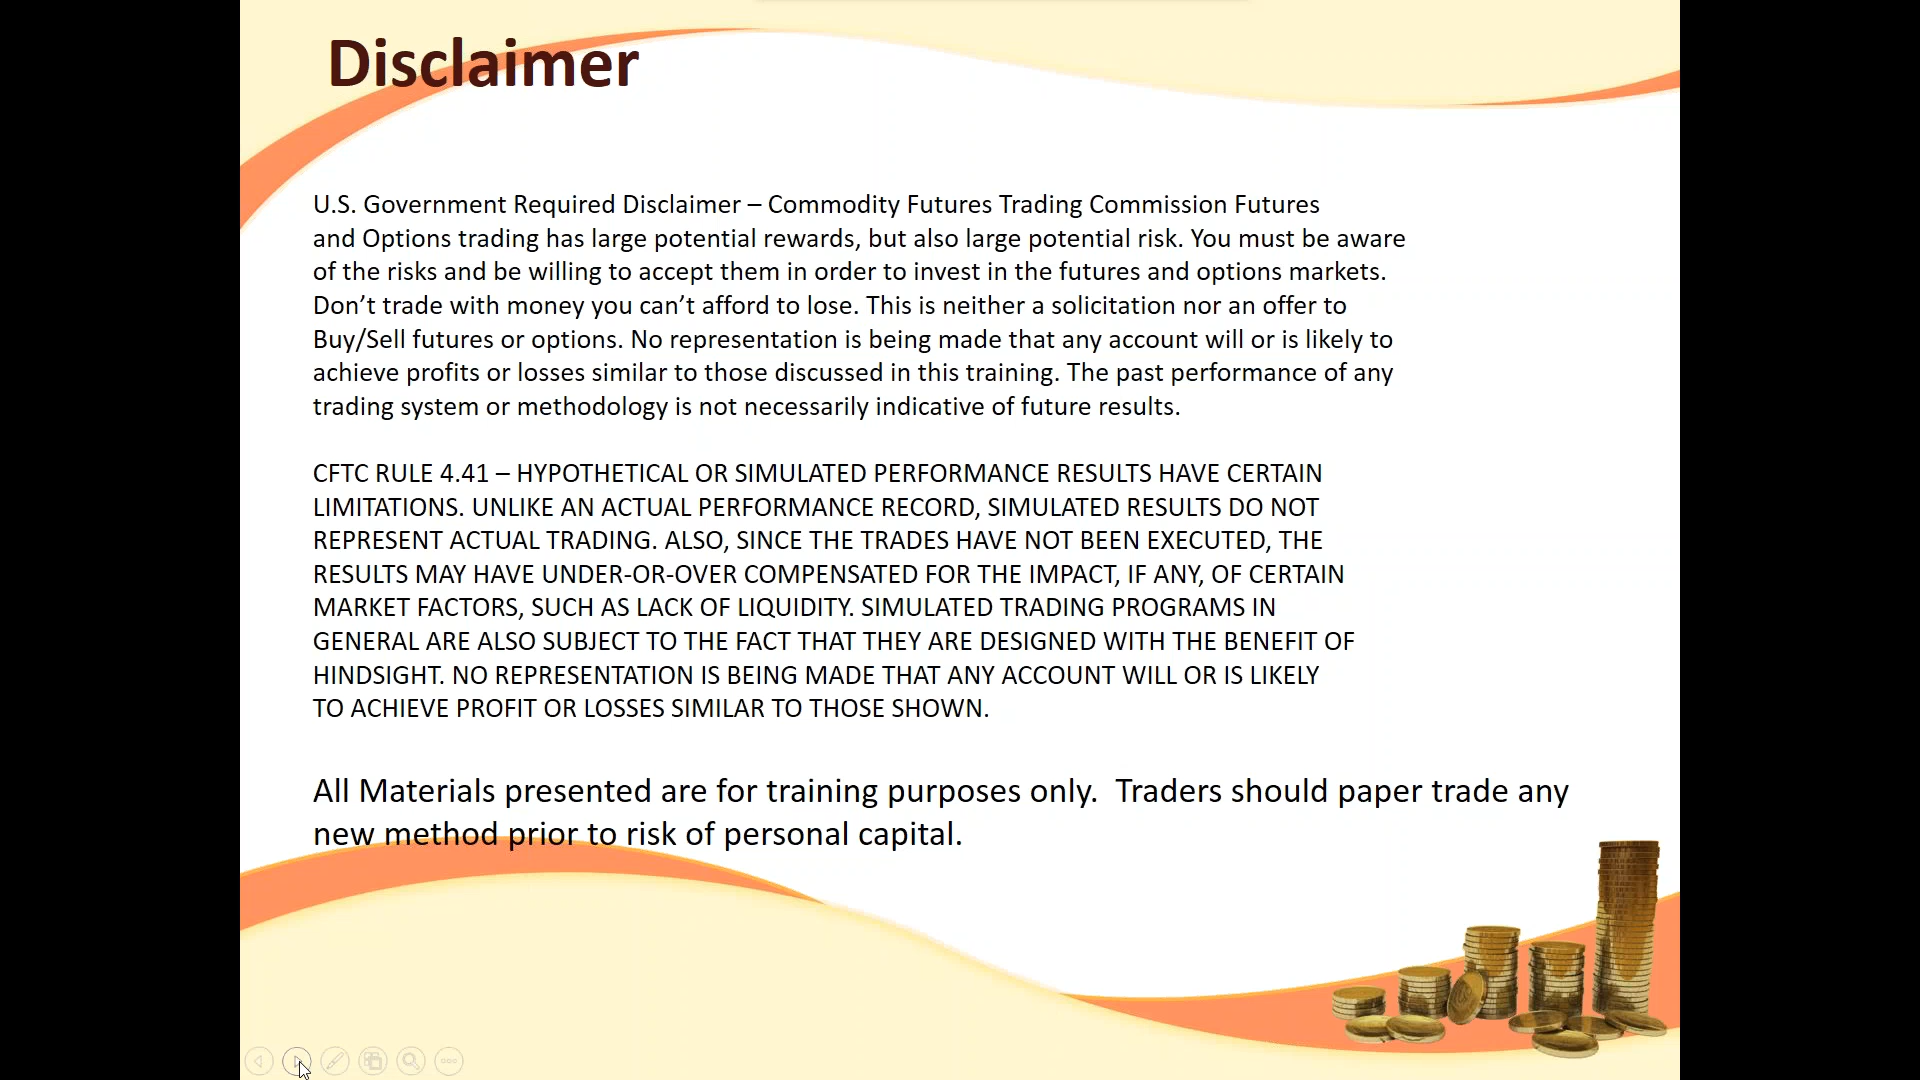 Disclaimer
U.S. Government Required Disclaimer – Commodity Futures Trading Commission Futures
and Options trading has large potential rewards, but also large potential risk. You must be aware
of the risks and be willing to accept them in order to invest in the futures and options markets.
Don’t trade with money you can’t afford to lose. This is neither a solicitation nor an offer to
Buy/Sell futures or options. No representation is being made that any account will or is likely to
achieve profits or losses similar to those discussed in this training. The past performance of any
trading system or methodology is not necessarily indicative of future results.
CFTC RULE 4.41 – HYPOTHETICAL OR SIMULATED PERFORMANCE RESULTS HAVE CERTAIN
LIMITATIONS. UNLIKE AN ACTUAL PERFORMANCE RECORD, SIMULATED RESULTS DO NOT
REPRESENT ACTUAL TRADING. ALSO, SINCE THE TRADES HAVE NOT BEEN EXECUTED, THE
RESULTS MAY HAVE UNDER-OR-OVER COMPENSATED FOR THE IMPACT, IF ANY, OF CERTAIN
MARKET FACTORS, SUCH AS LACK OF LIQUIDITY. SIMULATED TRADING PROGRAMS IN
GENERAL ARE ALSO SUBJECT TO THE FACT THAT THEY ARE DESIGNED WITH THE BENEFIT OF
HINDSIGHT. NO REPRESENTATION IS BEING MADE THAT ANY ACCOUNT WILL OR IS LIKELY
TO ACHIEVE PROFIT OR LOSSES SIMILAR TO THOSE SHOWN.
All Materials presented are for training purposes only.  Traders should paper trade any
new method prior to risk of personal capital.